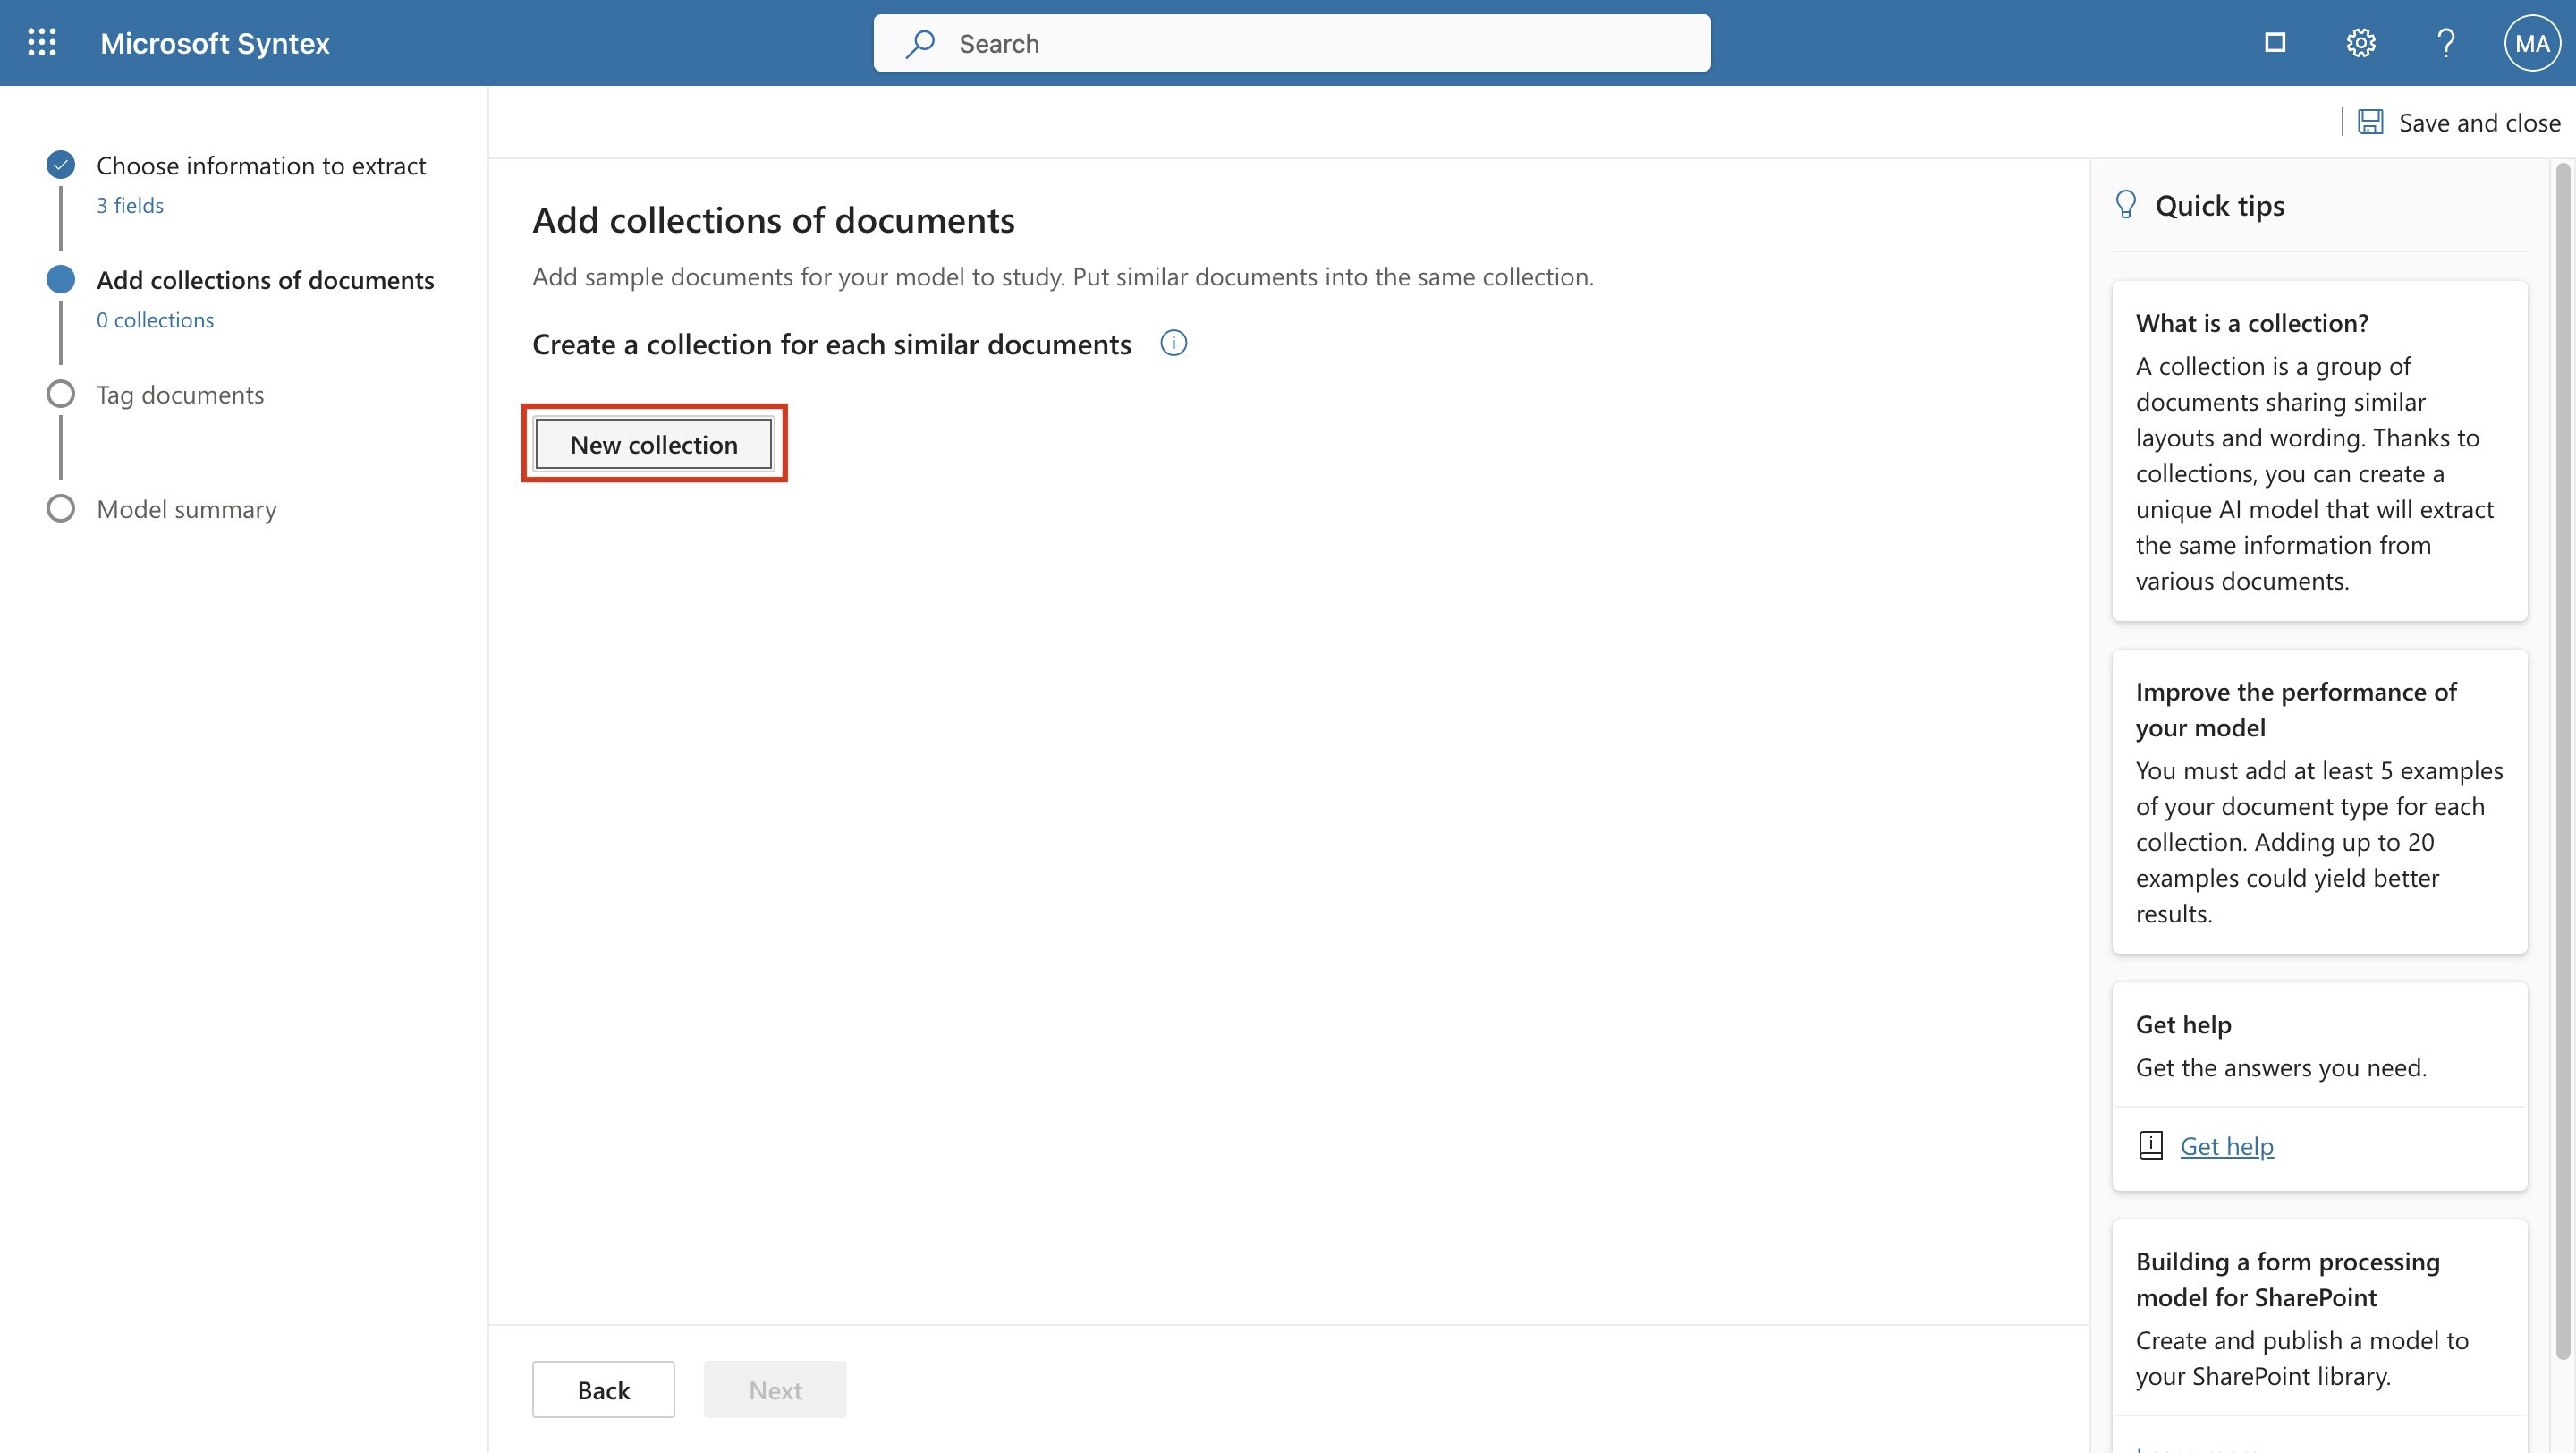 Microsoft Syntex
Search
MA
Save and close
Choose information to extract
3 fields
Add collections of documents
0 collections
Tag documents
Model summary
Add collections of documents
Add sample documents for your model to study. Put similar documents into the same collection.
Create a collection for each similar documents
New collection
Back
Next
Quick tips
What is a collection?
A collection is a group of
documents sharing similar
layouts and wording. Thanks to
collections, you can create a
unique AI model that will extract
the same information from
various documents.
Improve the performance of
your model
You must add at least 5 examples
of your document type for each
collection. Adding up to 20
examples could yield better
results.
Get help
Get the answers you need.
Get help
Building a form processing
model for SharePoint
Create and publish a model to
your SharePoint library.